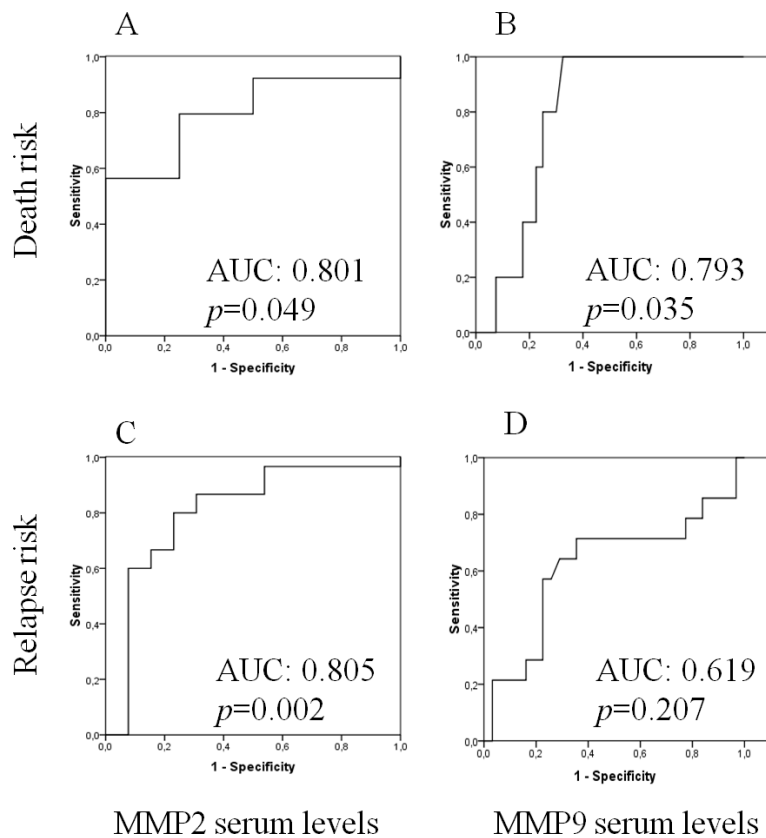 A
1,0
0,8
0,6
0,4
0,2
0,0
Sensitivity
0,0 0,2 0,4 0,6 0,8 1,0
1 - Specificity
AUC: 0.801
p=0.049
B
1,0
0,8
0,6
0,4
0,2
0,0
Sensitivity
0,0 0,2 0,4 0,6 0,8 1,0
1 - Specificity
AUC: 0.793
p=0.035
Death risk
C
1,0
0,8
0,6
0,4
0,2
0,0
Sensitivity
0,0 0,2 0,4 0,6 0,8 1,0
1 - Specificity
AUC: 0.805
p=0.002
D
1,0
0,8
0,6
0,4
0,2
0,0
Sensitivity
0,0 0,2 0,4 0,6 0,8 1,0
1 - Specificity
AUC: 0.619
p=0.207
Relapse risk
MMP2 serum levels
MMP9 serum levels